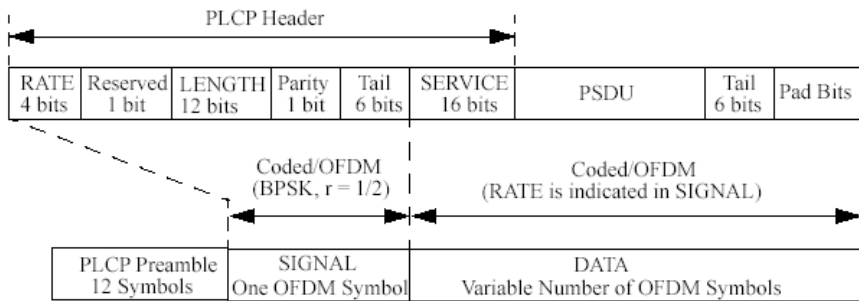 PLCP Header
RATE Reserved LENGTH Parity Tail SERVICE PSDU Tail Pad Bits
4 bits 1 bit 12 bits 1 bit 6 bits 16 bits 6 bits
Coded/OFDM Coded/OFDM
(BPSK, r = 1/2) (RATE is indicated in SIGNAL)
PLCP Preamble SIGNAL DATA
12 Symbols One OFDM Symbol Variable Number of OFDM Symbols